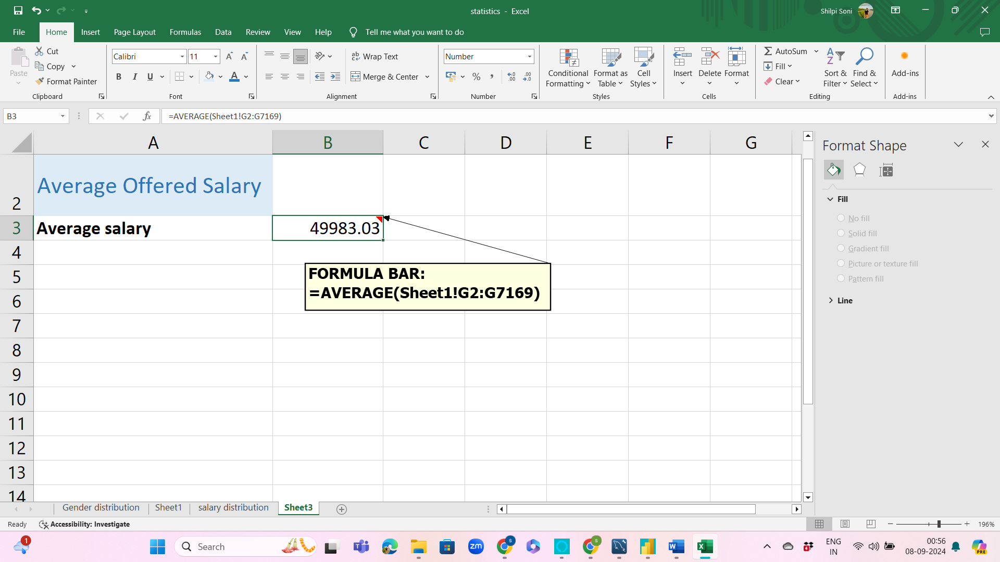 statistics - Excel
Shilpi Soni
File Home Insert Page Layout Formulas Data Review View Help Tell me what you want to do
Paste
Cut
Copy
Format Painter
Clipboard
Calibri 11 A A
B I U A
Font
ab Wrap Text
Merge & Center
Alignment
Number
% ,
Number
Conditional Formatting
Format as Table
Cell Styles
Styles
Insert Delete Format
Cells
AutoSum
Fill
Clear
Sort & Filter
Find & Select
Editing
Add-ins
Add-ins
B3 fx =AVERAGE(Sheet1!G2:G7169)
A B C D E F G
2 Average Offered Salary
3 Average salary 49983.03
4
FORMULA BAR:
=AVERAGE(Sheet1!G2:G7169)
5
6
7
8
9
10
11
12
13
14
Format Shape
Fill
No fill
Solid fill
Gradient fill
Picture or texture fill
Pattern fill
Line
Gender distribution Sheet1 salary distribution Sheet3
Ready Accessibility: Investigate 196%
1 Search zm S S W X 4 ENG IN 00:56 08-09-2024 PRE